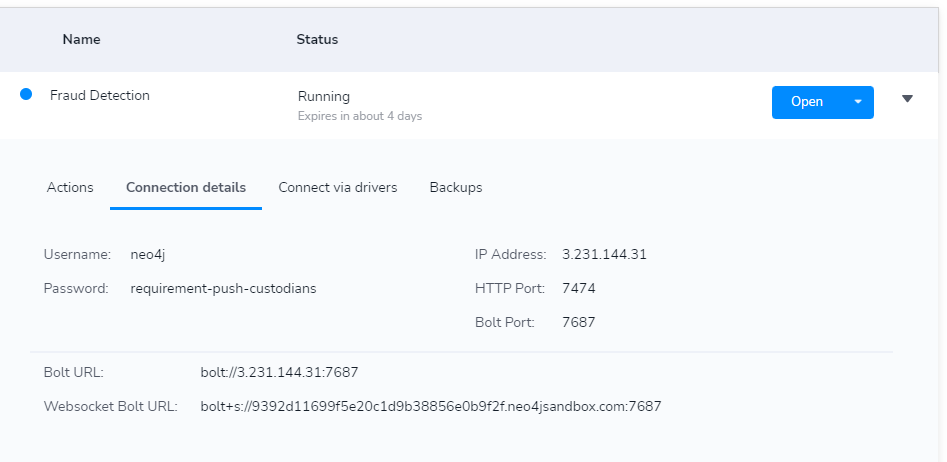 Name Status
Fraud Detection Running Open
Expires in about 4 days
Actions Connection details Connect via drivers Backups
Username: neo4j IP Address: 3.231.144.31
Password: requirement-push-custodians HTTP Port: 7474
Bolt Port: 7687
Bolt URL: bolt://3.231.144.31:7687
Websocket Bolt URL: bolt+s://9392d11699f5e20c1d9b38856e0b9f2f.neo4jsandbox.com:7687